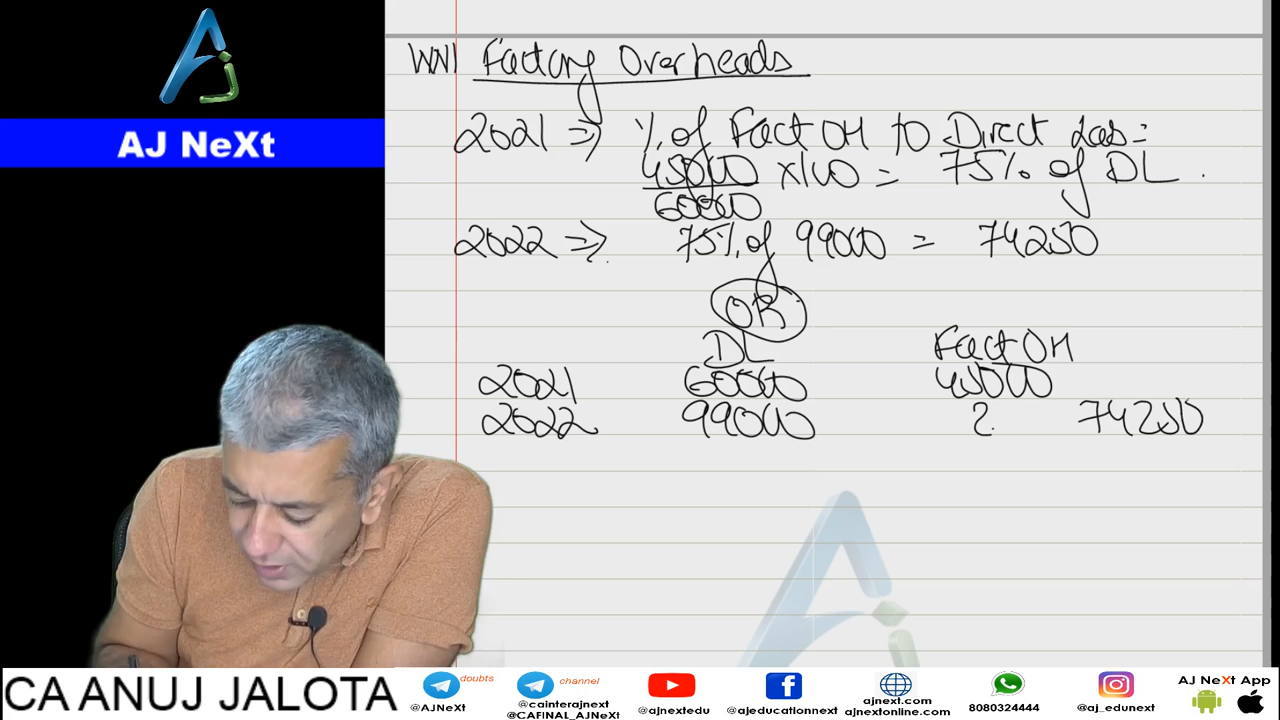 AJ NeXt
WN1 Factory Overheads
2021 ⇒ % of Fact OH to Direct Lab =
45000 x100 = 75% of DL.
60000
2022 ⇒ 75% of 99000 = 74250
OR
DL Fact OH
2021 60000 45000
2022 99000 ? 74250
CA ANUJ JALOTA
doubts
@AJNeXt
channel
@cainterajnext
@CAFINAL_AJNeXt
@ajnextedu
@ajeducationnext
ajnext.com
ajnextonline.com
8080324444
@aj_edunext
AJ NeXt App